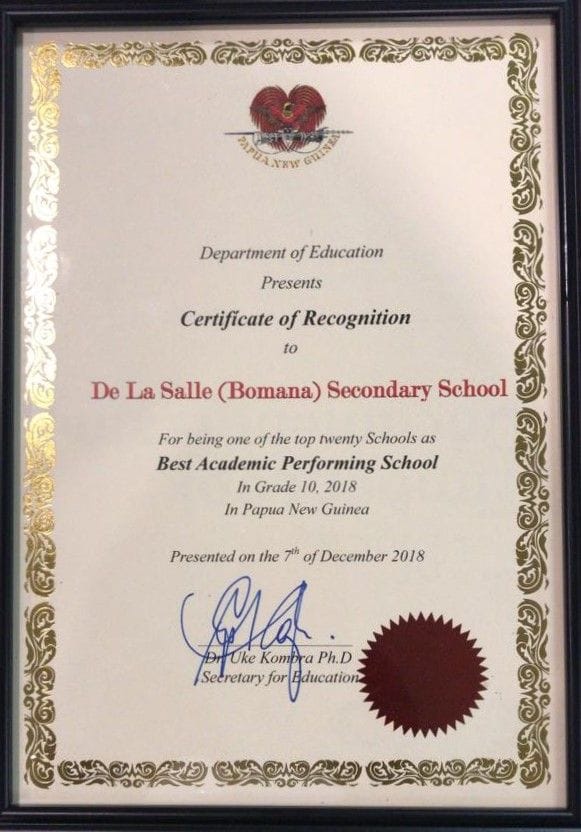 PAPUA NEW GUINEA
Department of Education
Presents
Certificate of Recognition
to
De La Salle (Bomana) Secondary School
For being one of the top twenty Schools as
Best Academic Performing School
In Grade 10, 2018
In Papua New Guinea
Presented on the 7th of December 2018
Dr. Uke Kombra Ph.D
Secretary for Education